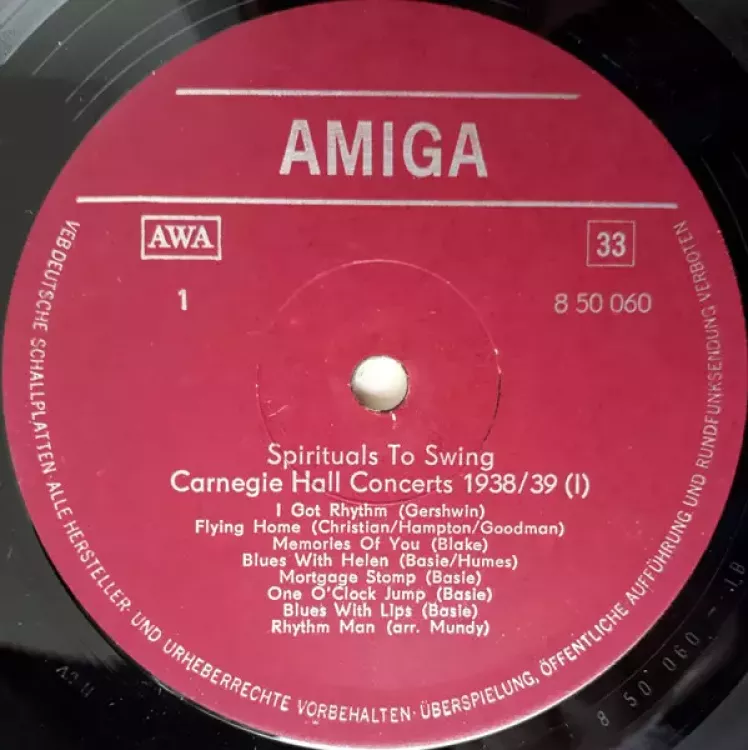 AMIGA
AWA
33
1
8 50 060
Spirituals To Swing
Carnegie Hall Concerts 1938/39 (I)
I Got Rhythm (Gershwin)
Flying Home (Christian/Hampton/Goodman)
Memories Of You (Blake)
Blues With Helen (Basie/Humes)
Mortgage Stomp (Basie)
One O'Clock Jump (Basie)
Blues With Lips (Basie)
Rhythm Man (arr. Mundy)
VEB DEUTSCHE SCHALLPLATTEN · ALLE HERSTELLER- UND URHEBERRECHTE VORBEHALTEN · ÜBERSPIELUNG, ÖFFENTLICHE AUFFÜHRUNG UND RUNDFUNKSENDUNG VERBOTEN
8 50 060 -